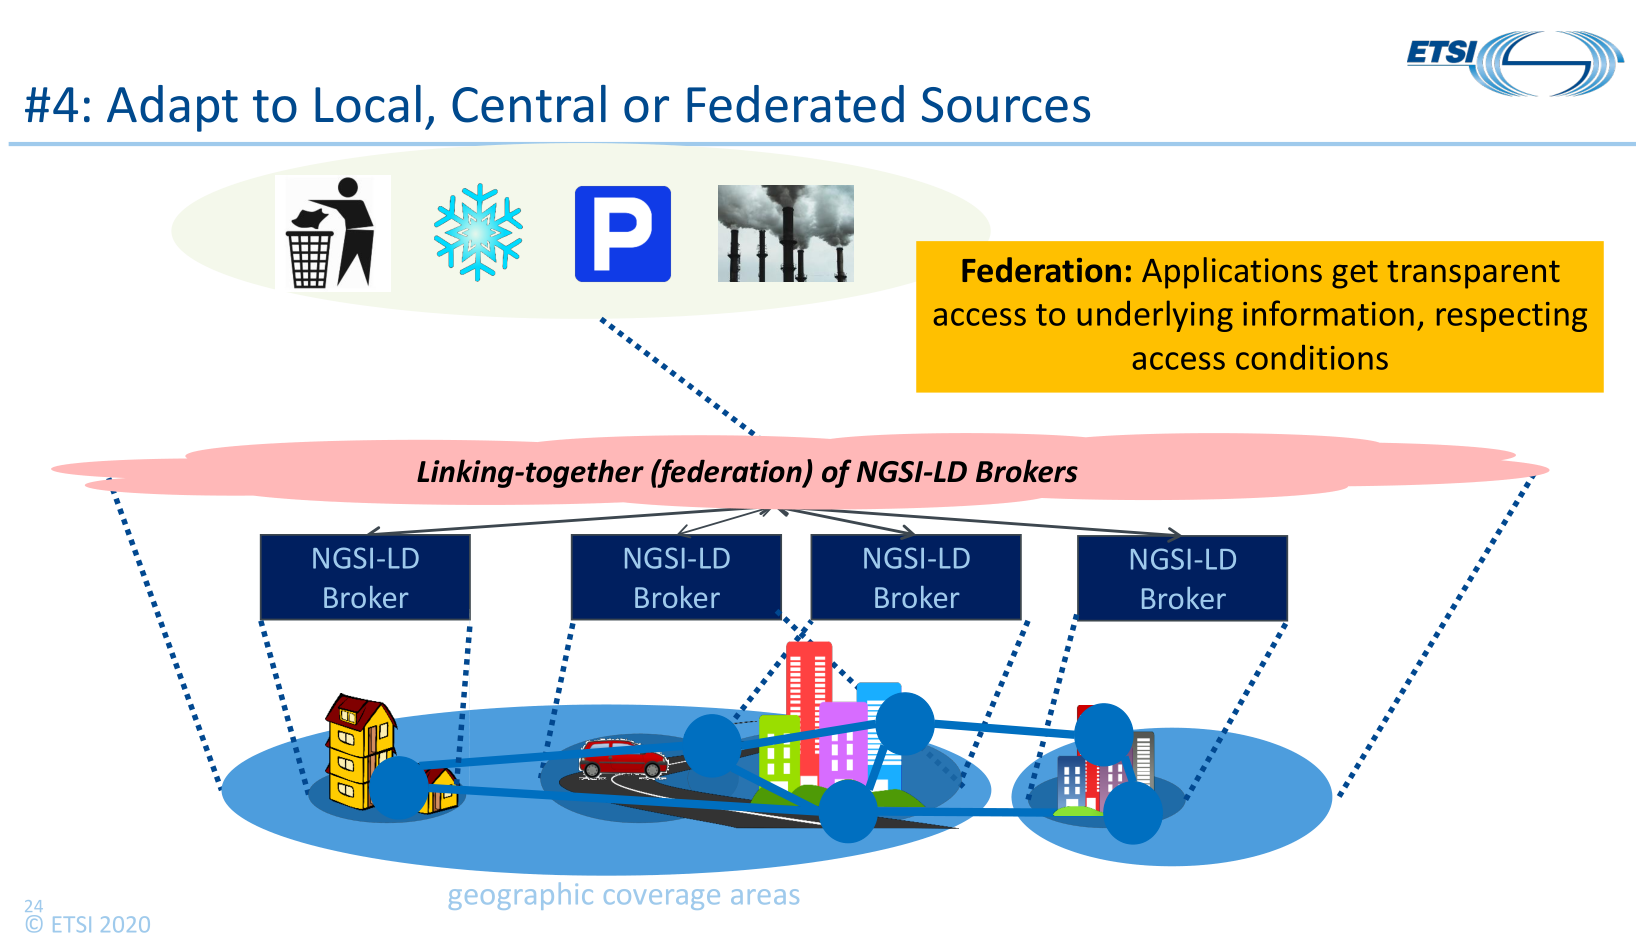 ETSI
#4: Adapt to Local, Central or Federated Sources
P
Federation: Applications get transparent
access to underlying information, respecting
access conditions
Linking-together (federation) of NGSI-LD Brokers
NGSI-LD
Broker
NGSI-LD
Broker
NGSI-LD
Broker
NGSI-LD
Broker
geographic coverage areas
24
© ETSI 2020